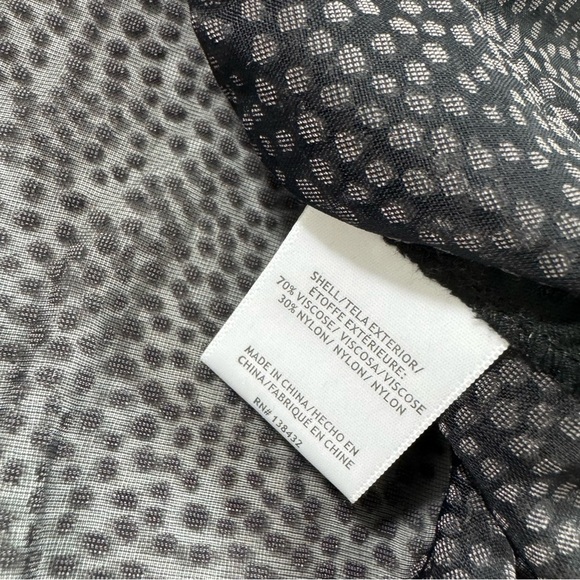 SHELL/TELA EXTERIOR/
ÉTOFFE EXTÉRIEURE:
70% VISCOSE/ VISCOSA/VISCOSE
30% NYLON/ NYLON/ NYLON
MADE IN CHINA/HECHO EN
CHINA/FABRIQUÉ EN CHINE
RN# 138432